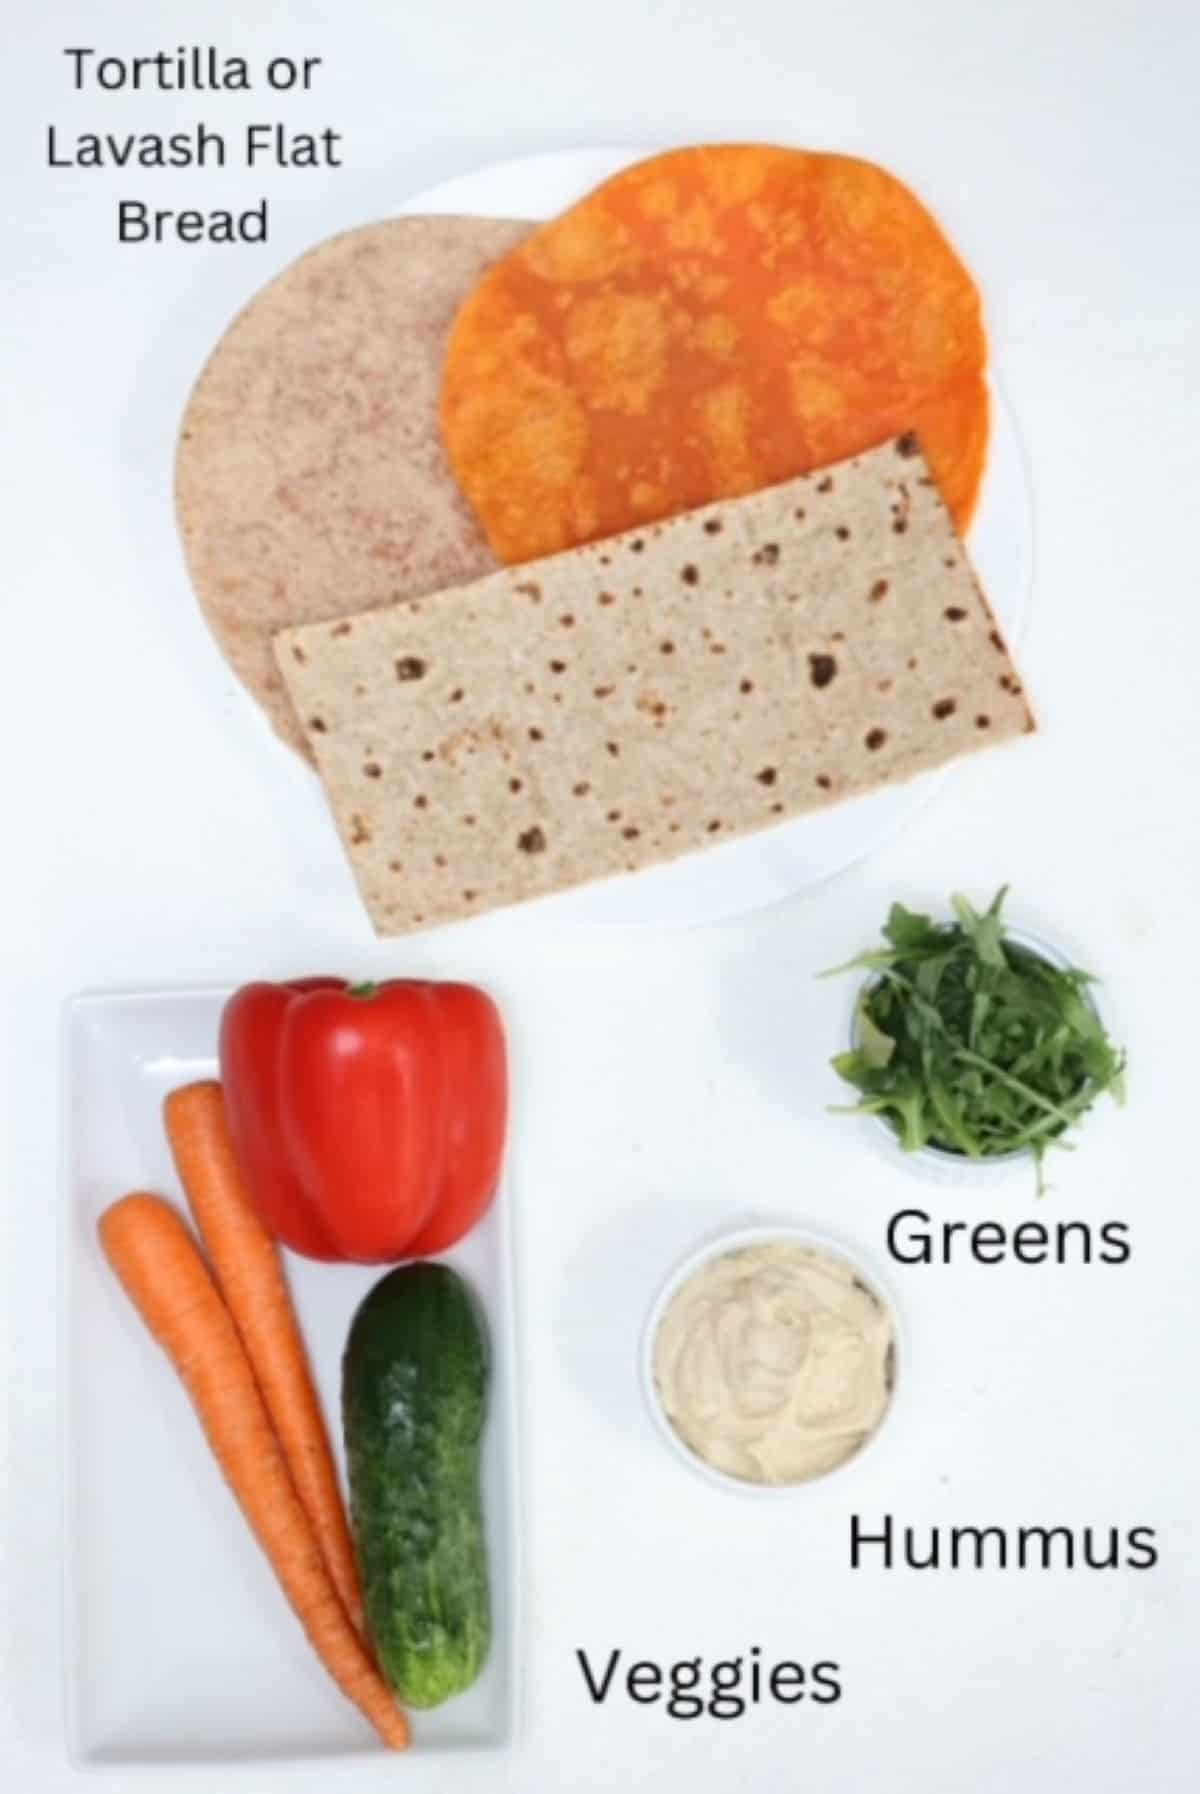 Tortilla or
Lavash Flat
Bread
Greens
Hummus
Veggies